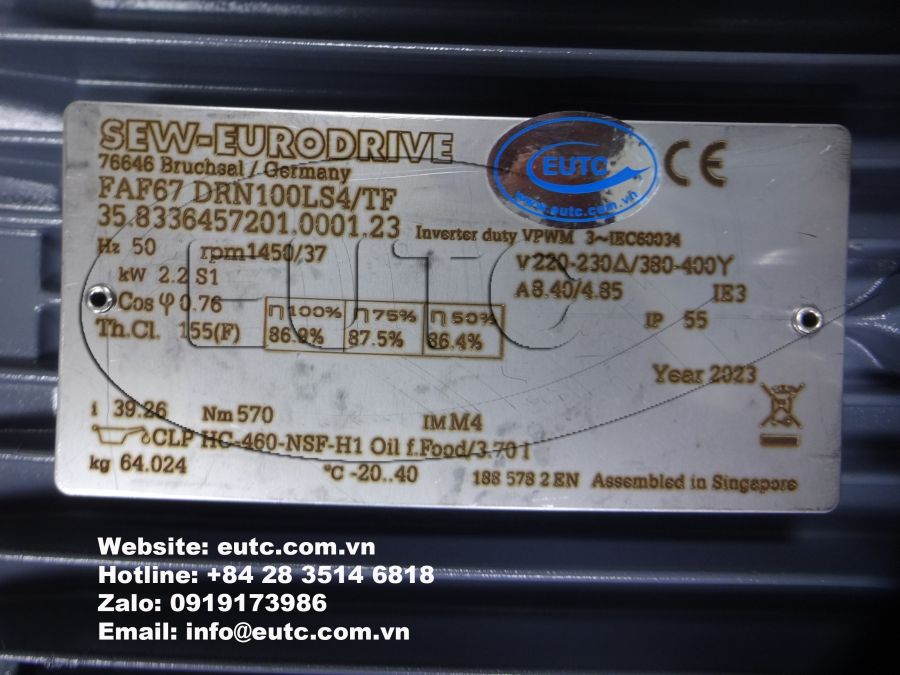 SEW-EURODRIVE
76646 Bruchsal / Germany
FAF67 DRN100LS4/TF
35.8336457201.0001.23
EUTC
www.eutc.com.vn
CE
Inverter duty VPWM 3~IEC60034
Hz 50 rpm 1450/37
V 220-230Δ/380-400Y
kW 2.2 S1
A 8.40/4.85 IE3
Cos φ 0.76
η100% η75% η50%
Th.Cl. 155(F)
86.9% 87.5% 86.4%
IP 55
EUTC
Year 2023
i 39.26 Nm 570 IM M4
CLP HC-460-NSF-H1 Oil f.Food/3.70 l
kg 64.024 °C -20..40 188 578 2 EN Assembled in Singapore
Website: eutc.com.vn
Hotline: +84 28 3514 6818
Zalo: 0919173986
Email: info@eutc.com.vn